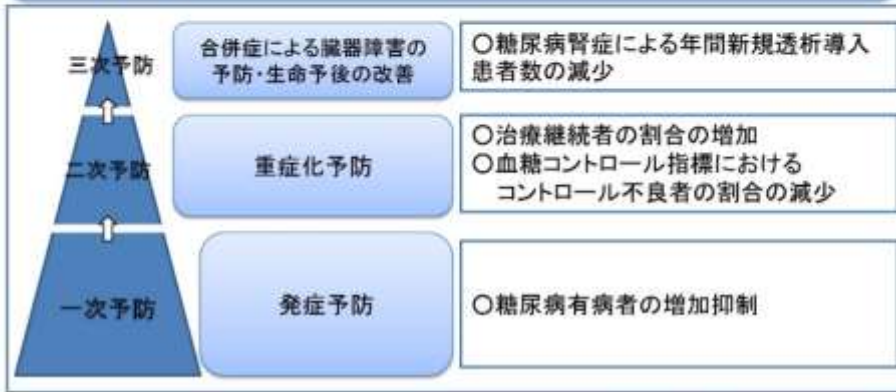 三次予防
合併症による臓器障害の
予防・生命予後の改善
○糖尿病腎症による年間新規透析導入
患者数の減少
二次予防
重症化予防
○治療継続者の割合の増加
○血糖コントロール指標における
コントロール不良者の割合の減少
一次予防
発症予防
○糖尿病有病者の増加抑制